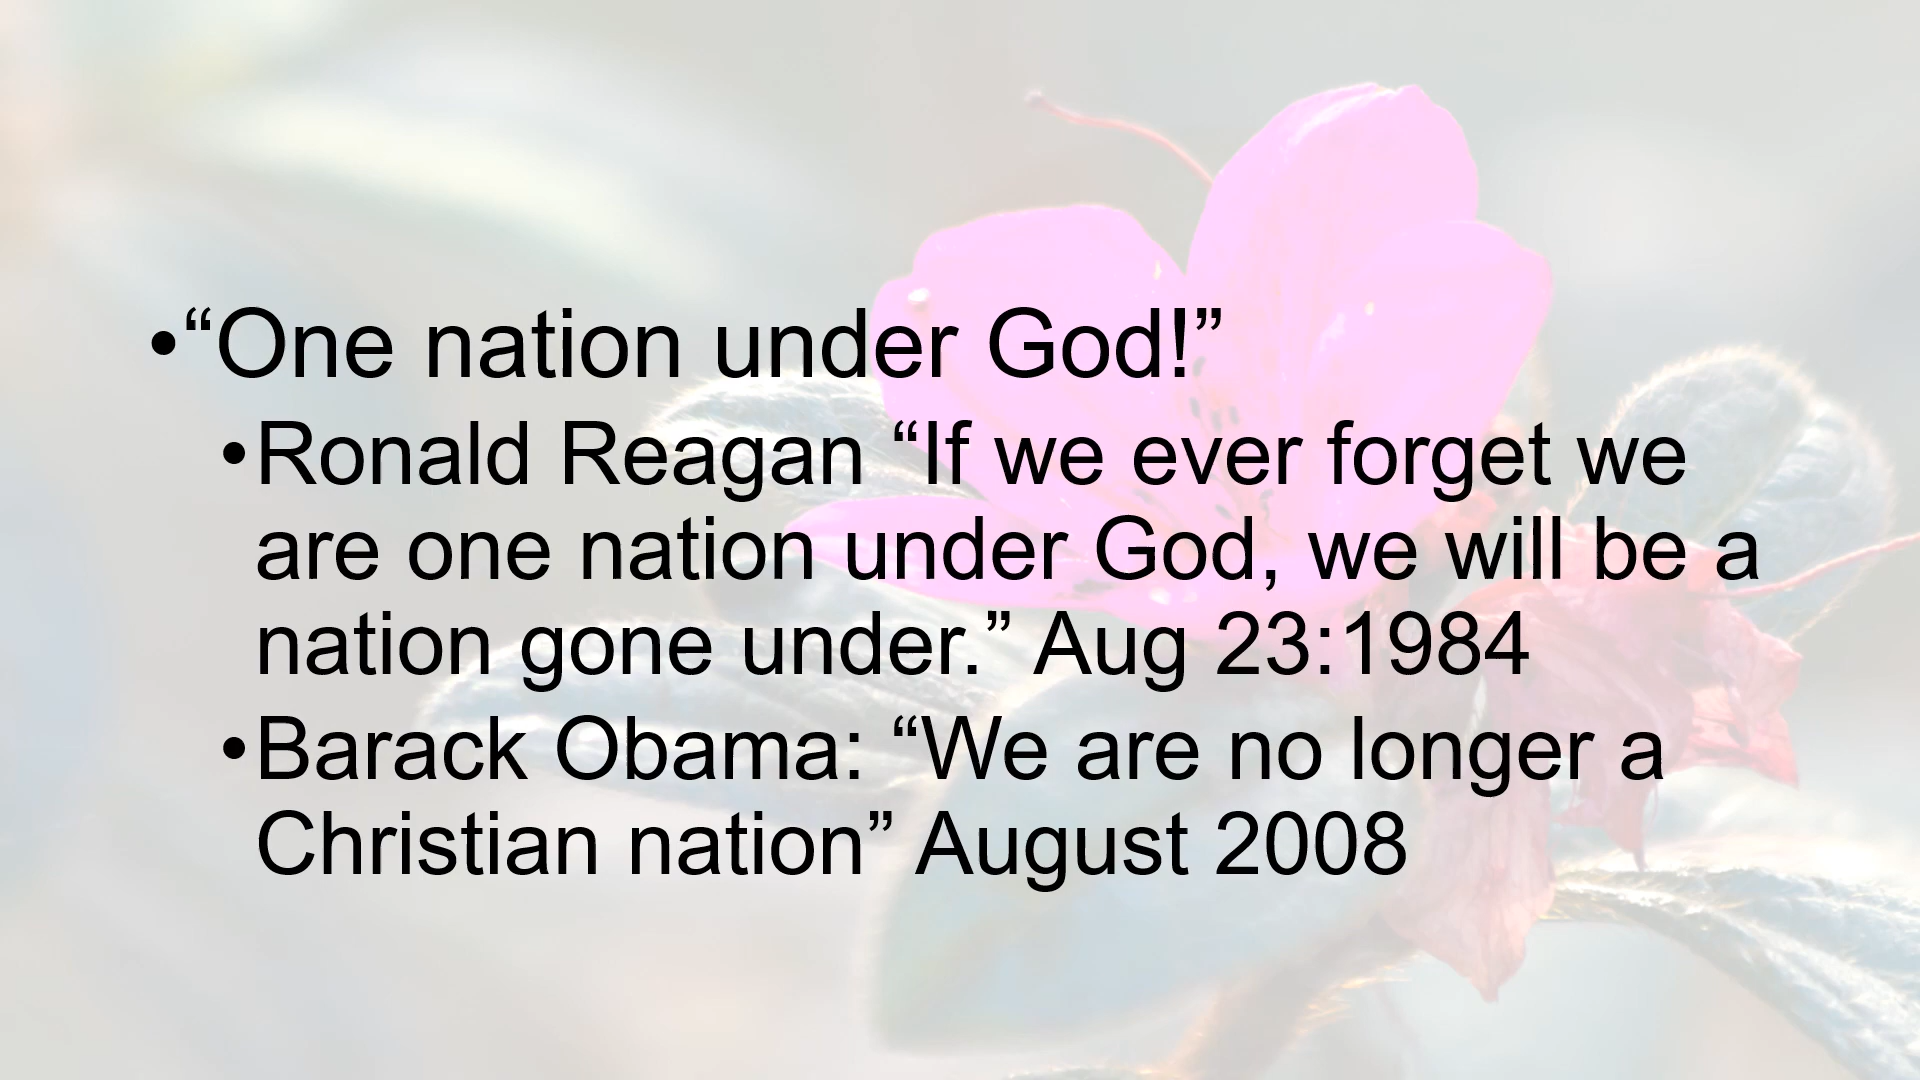 •“One nation under God!”
•Ronald Reagan “If we ever forget we
are one nation under God, we will be a
nation gone under.” Aug 23:1984
•Barack Obama: “We are no longer a
Christian nation” August 2008